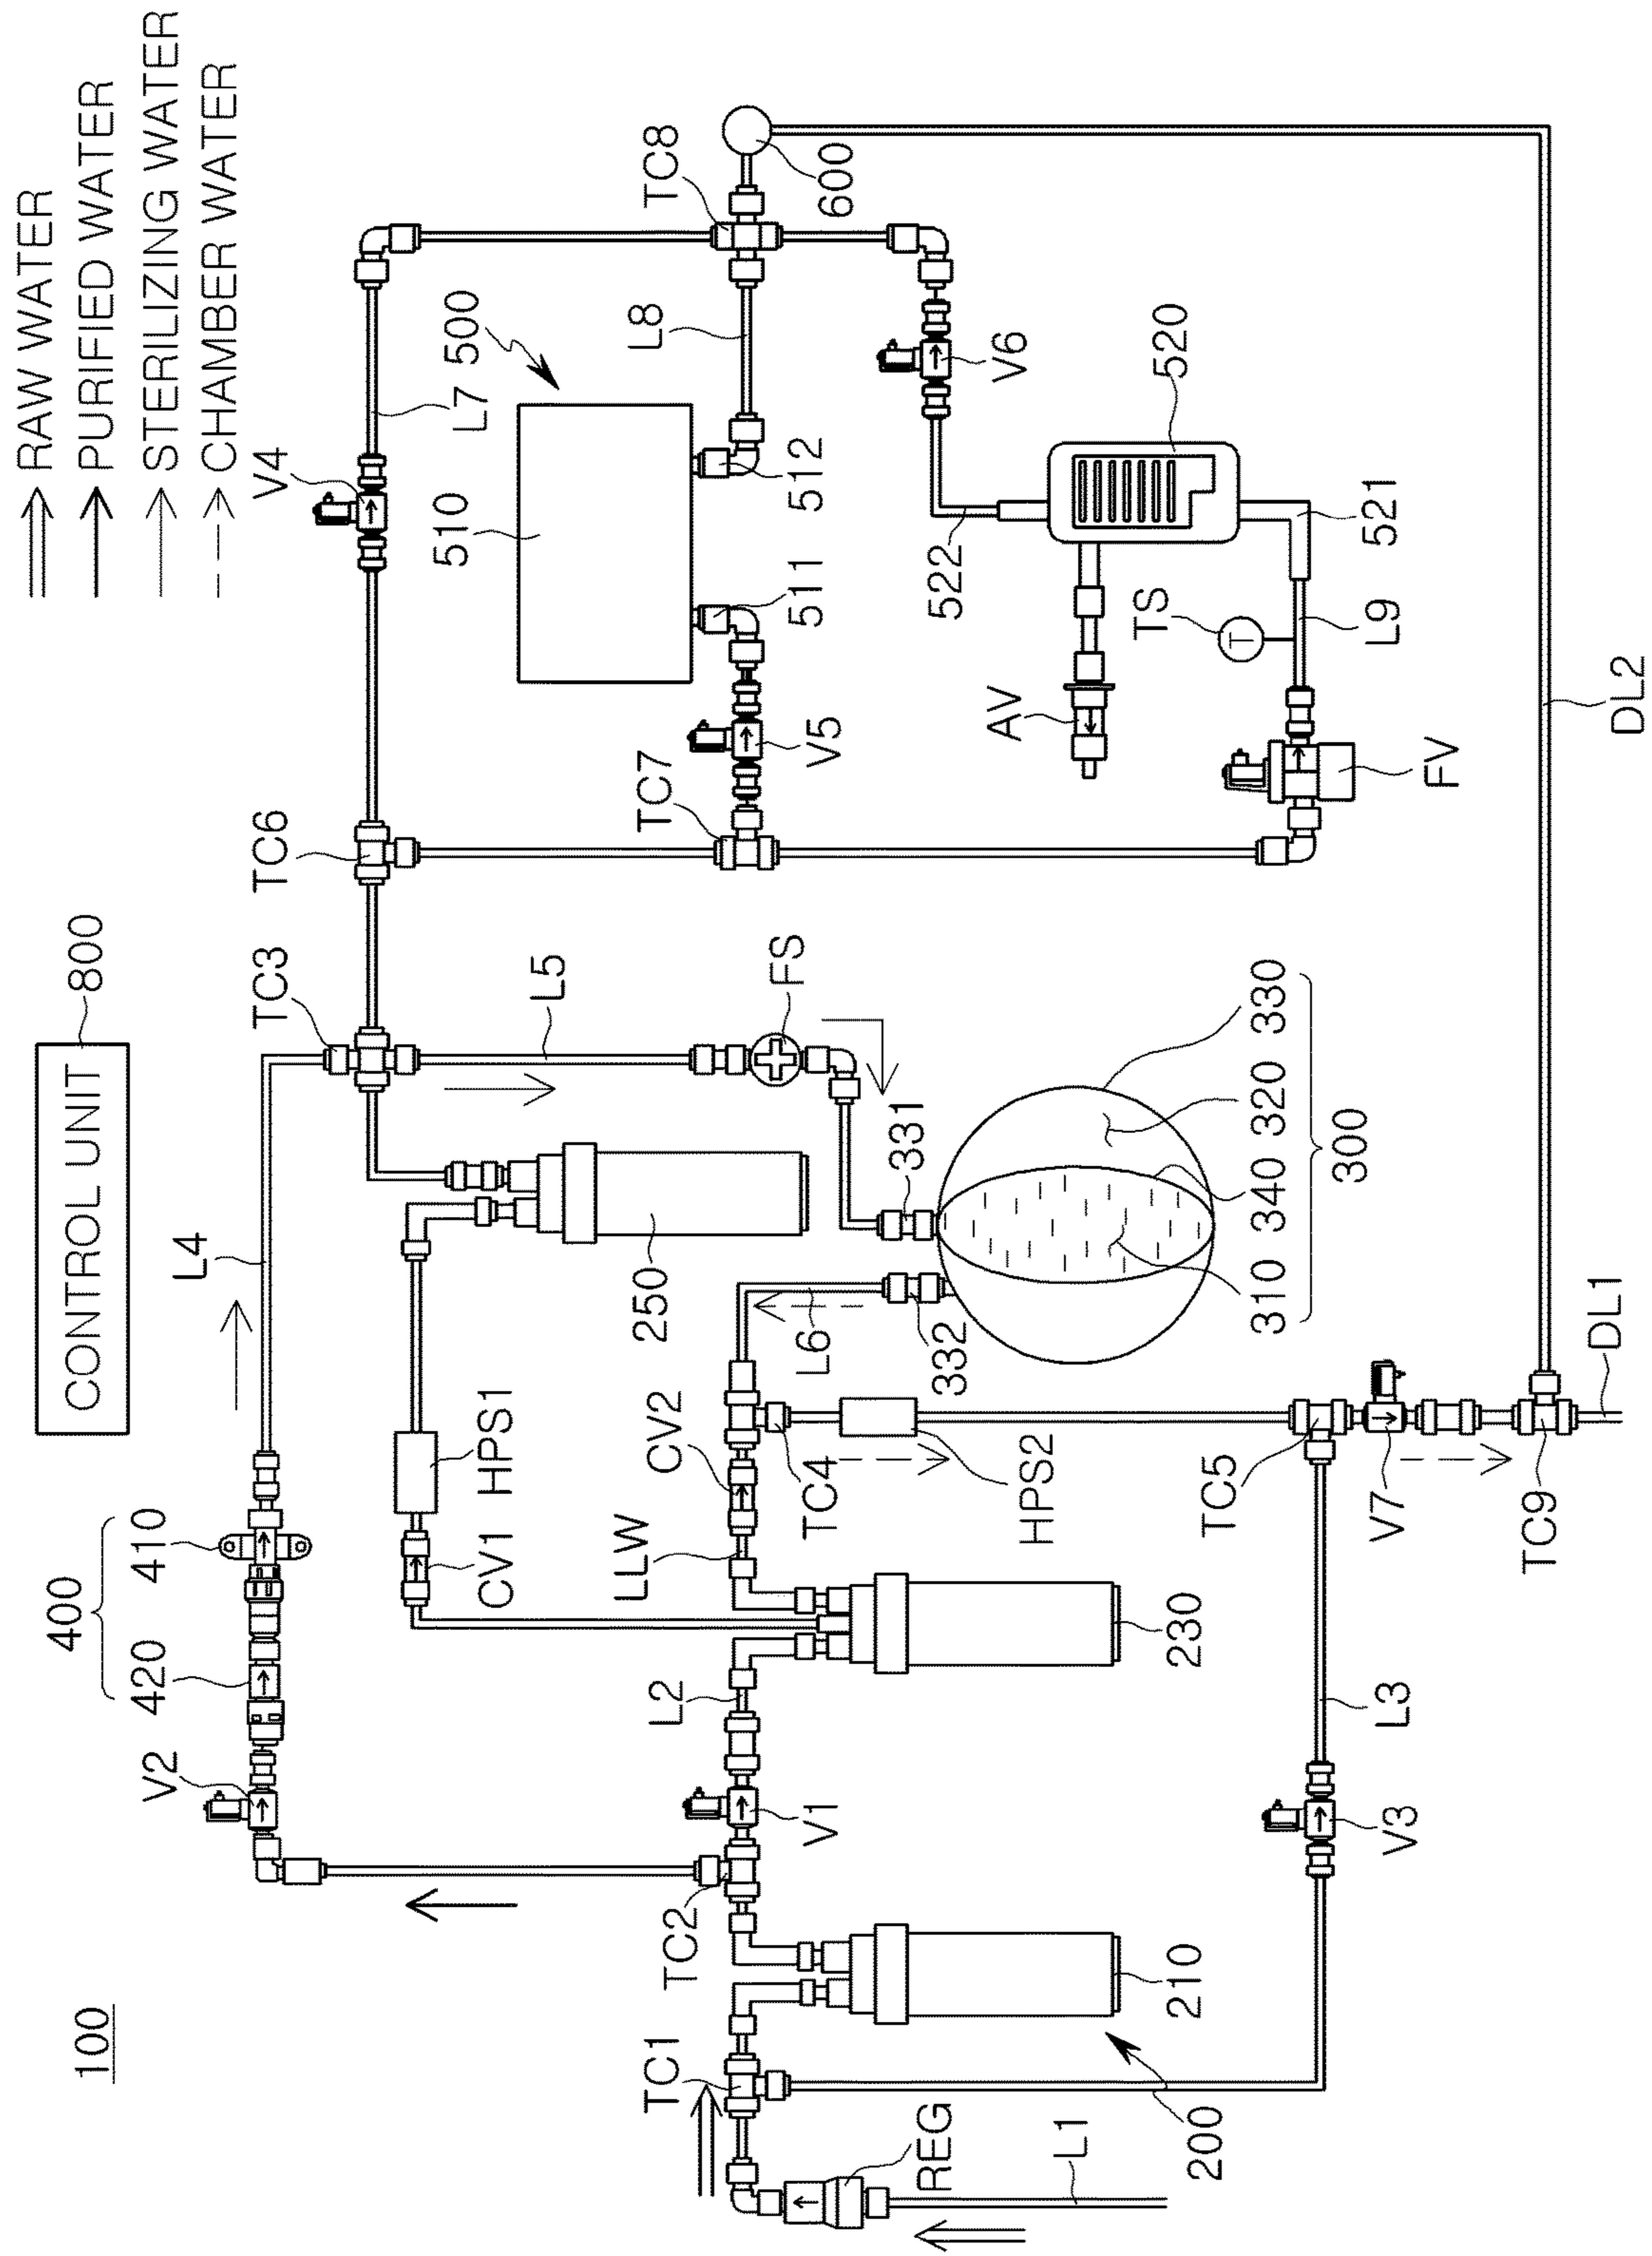 RAW WATER
PURIFIED WATER
STERILIZING WATER
CHAMBER WATER
100
CONTROL UNIT
800
TC3
TC6
V4
L7
500
L8
TC8
600
510
511
512
V5
TC7
V6
520
522
521
TS
T
L9
AV
FV
DL2
L4
L5
FS
400
410
420
V2
HPS1
CV1
250
331
332
L6
330
320
340
310
300
LLW
CV2
TC4
HPS2
L2
V1
TC2
230
TC5
V7
TC9
DL1
L3
V3
TC1
210
200
REG
L1